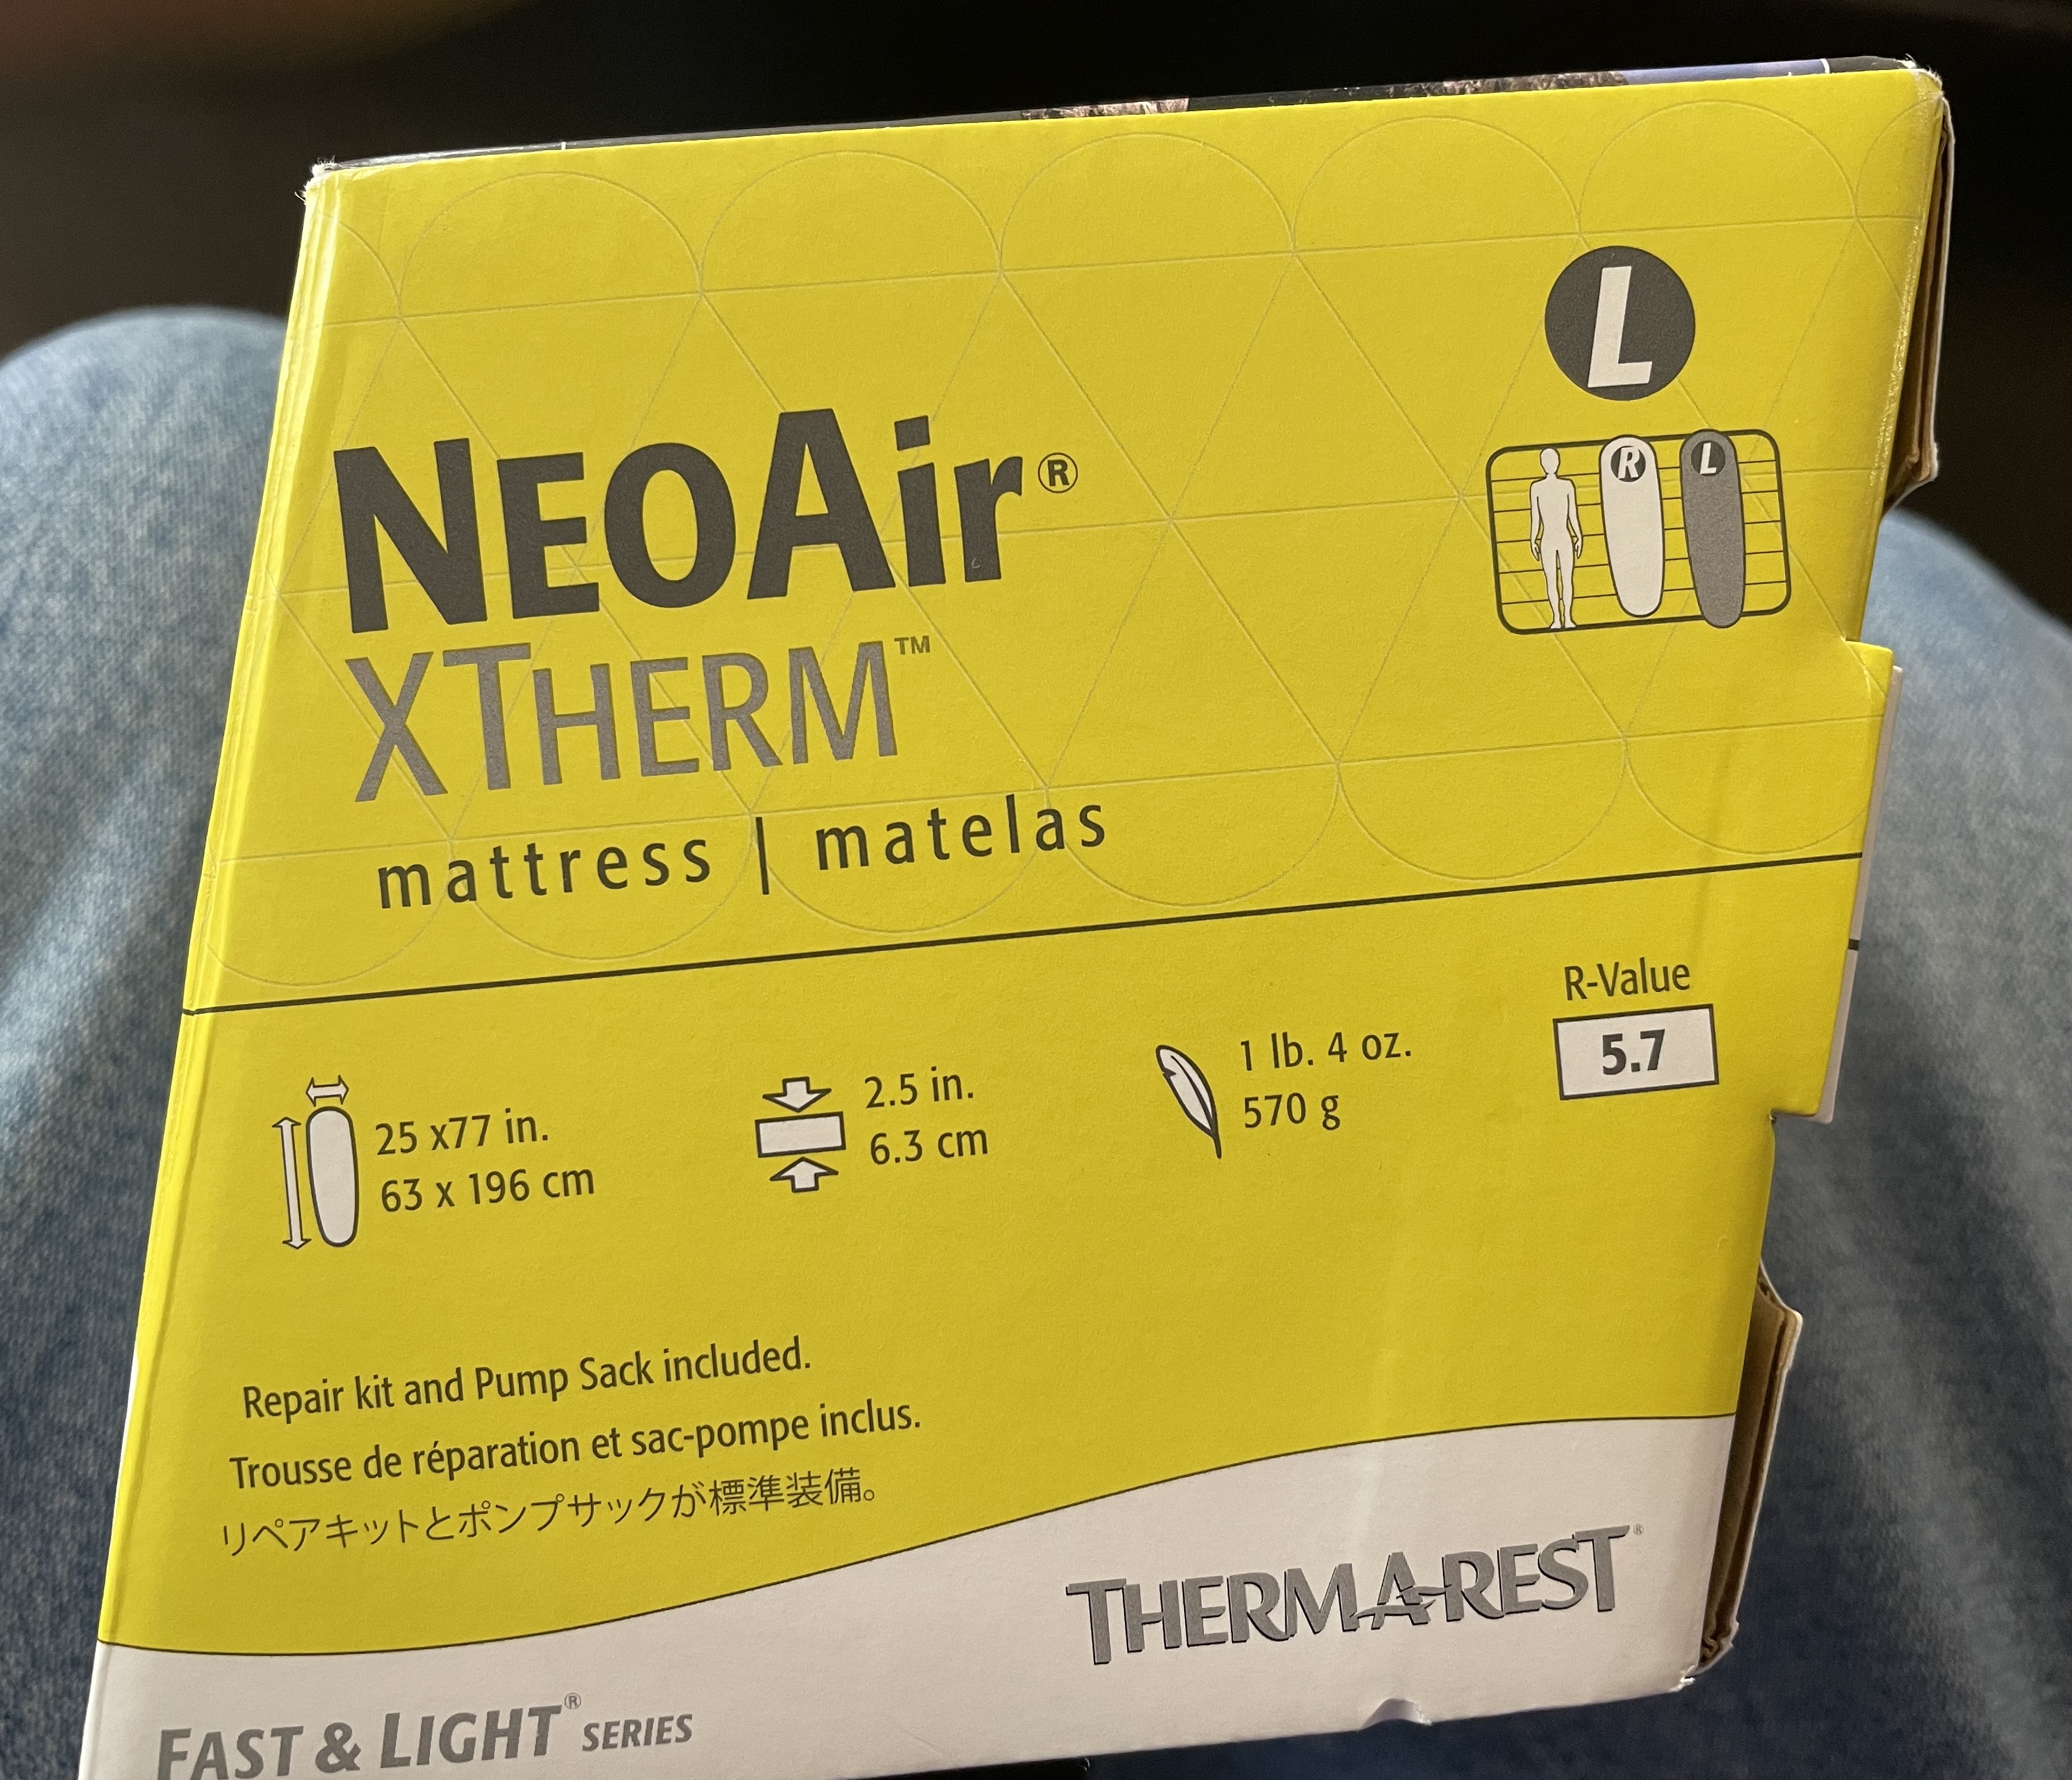 L
R L
NEOAir®
XTHERM™
mattress | matelas
R-Value
5.7
25 x77 in.
63 x 196 cm
2.5 in.
6.3 cm
1 lb. 4 oz.
570 g
Repair kit and Pump Sack included.
Trousse de réparation et sac-pompe inclus.
リペアキットとポンプサックが標準装備。
THERM-A-REST®
FAST & LIGHT® SERIES